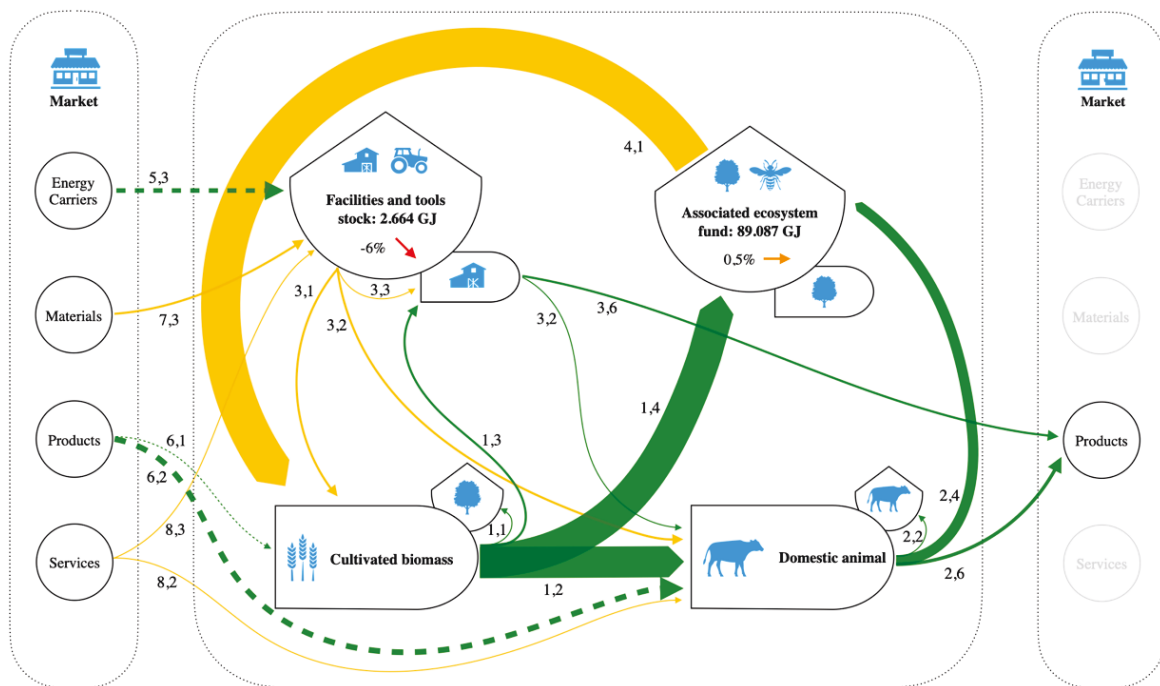 Market
Energy
Carriers
Materials
Products
Services
5,3
7,3
6,1
6,2
8,3
8,2
Facilities and tools
stock: 2.664 GJ
-6%
3,1
3,3
3,2
3,2
3,6
4,1
Associated ecosystem
fund: 89.087 GJ
0,5%
1,4
1,3
1,1
1,2
Cultivated biomass
Domestic animal
2,2
2,4
2,6
Market
Energy
Carriers
Materials
Products
Services